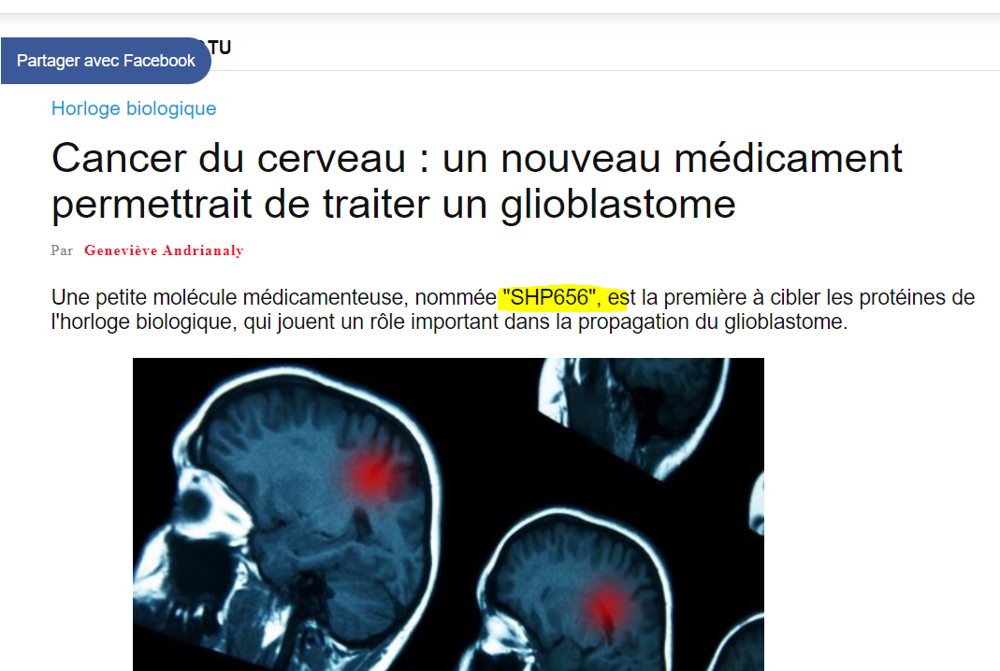 TU
Partager avec Facebook
Horloge biologique
Cancer du cerveau : un nouveau médicament
permettrait de traiter un glioblastome
Par Geneviève Andrianaly
Une petite molécule médicamenteuse, nommée "SHP656", est la première à cibler les protéines de
l'horloge biologique, qui jouent un rôle important dans la propagation du glioblastome.